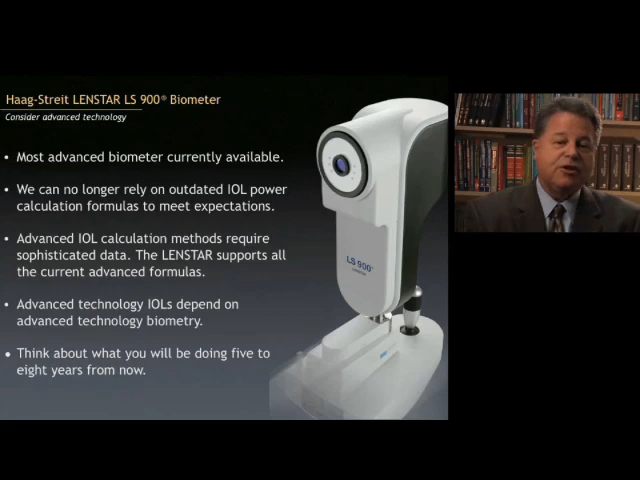 Haag-Streit LENSTAR LS 900® Biometer
Consider advanced technology
• Most advanced biometer currently available.
• We can no longer rely on outdated IOL power
calculation formulas to meet expectations.
• Advanced IOL calculation methods require
sophisticated data. The LENSTAR supports all
the current advanced formulas.
• Advanced technology IOLs depend on
advanced technology biometry.
• Think about what you will be doing five to
eight years from now.
LS 900®